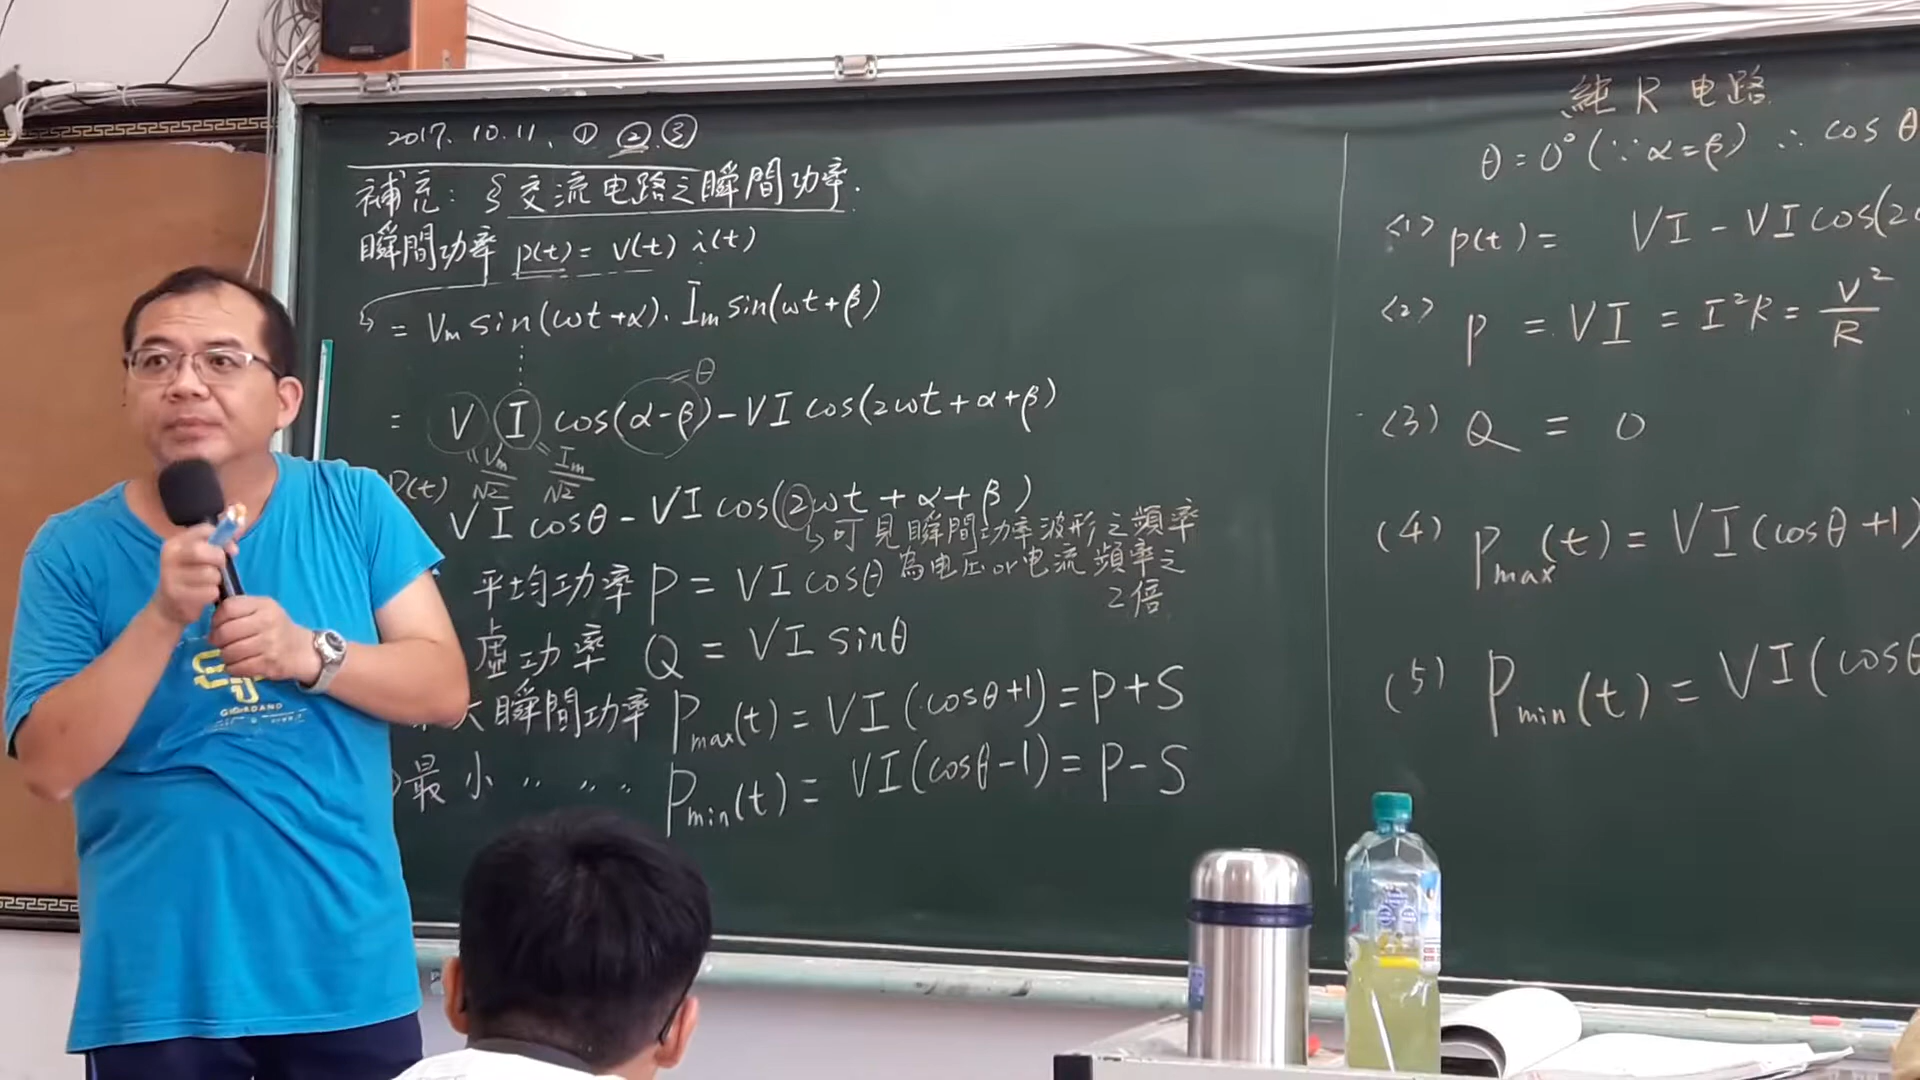 2017. 10. 11. ① ② ③
補充: § 交流电路之瞬間功率.
瞬間功率 p(t) = v(t) i(t)
↳ = Vm sin(ωt+α). Im sin(ωt+β)
= V I cos(α-β) - VI cos(2ωt+α+β)
= θ
" Vm/√2 = Im/√2
P(t)
VI cosθ - VI cos(2ωt + α+β)
↳ 可見瞬間功率波形之頻率
為电压or电流頻率之
2倍
平均功率 P = VI cosθ
虛功率 Q = VI sinθ
大瞬間功率 Pmax(t) = VI (cosθ+1) = P+S
最小 〃 〃 〃 Pmin(t) = VI (cosθ-1) = P-S
純 R 电路
θ = 0° (∵ α=β) ∴ cos θ
<1> p(t) = VI - VI cos(2
<2> P = VI = I²R = V²/R
(3) Q = 0
(4) Pmax(t) = VI (cosθ+1)
(5) Pmin(t) = VI (cosθ
GIORDANO